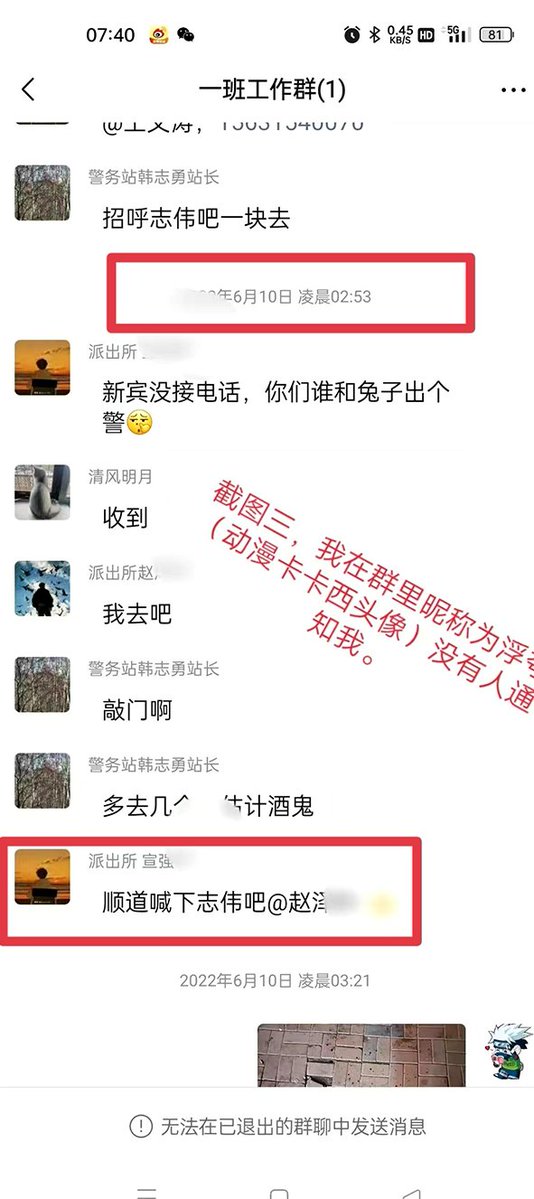 07:40
0.45 KB/S HD 5G 81
一班工作群(1)
警务站韩志勇站长
招呼志伟吧一块去
年6月10日 凌晨02:53
派出所
新宾没接电话，你们谁和兔子出个
警
清风明月
收到
截图三，我在群里昵称为浮
（动漫卡卡西头像）没有人通
知我。
派出所赵
我去吧
警务站韩志勇站长
敲门啊
警务站韩志勇站长
多去几 估计酒鬼
派出所 宣强
顺道喊下志伟吧@赵泽
2022年6月10日 凌晨03:21
无法在已退出的群聊中发送消息